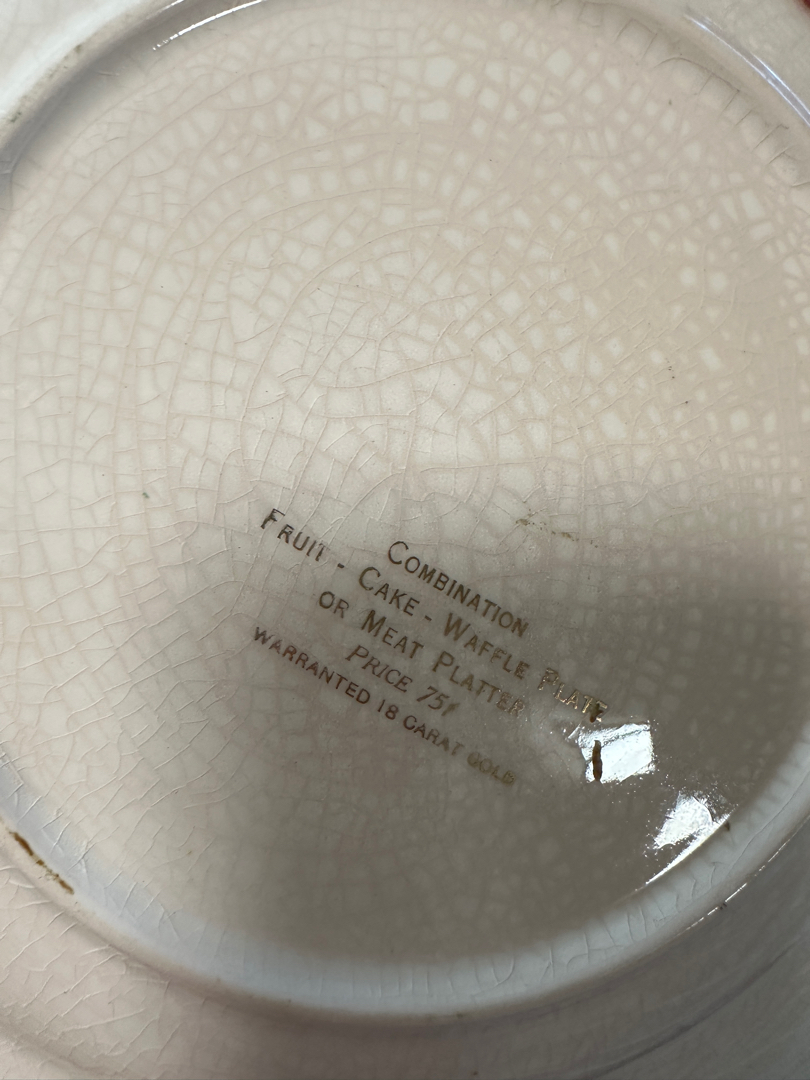 COMBINATION
FRUIT - CAKE - WAFFLE PLATE
OR MEAT PLATTER
PRICE 75¢
WARRANTED 18 CARAT GOLD